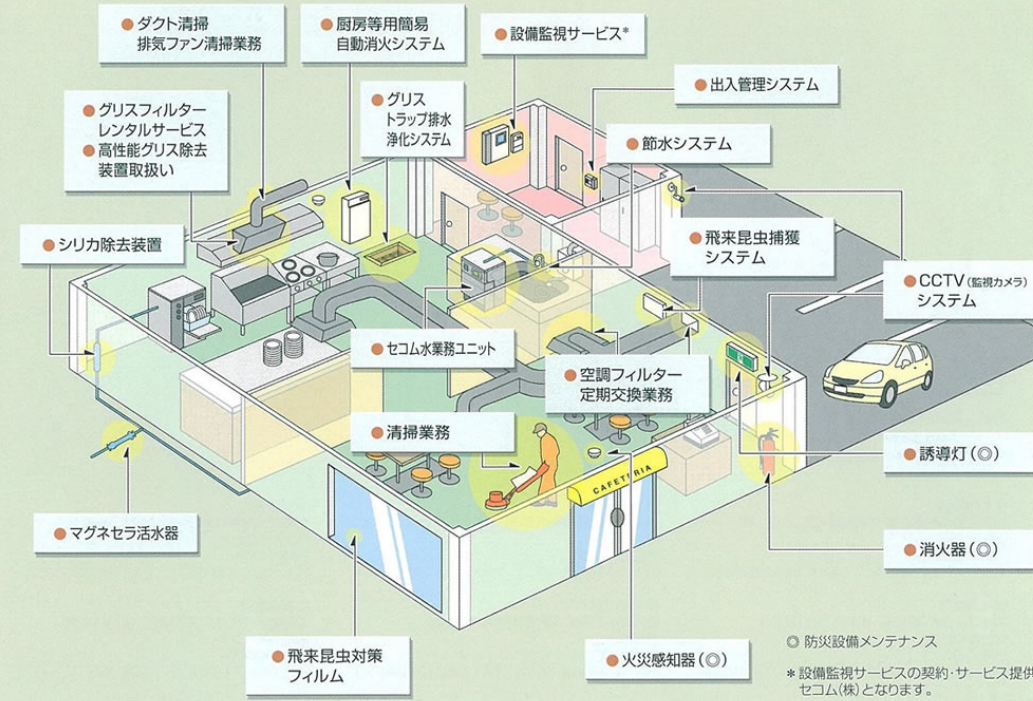 ●ダクト清掃
排気ファン清掃業務
●厨房等用簡易
自動消火システム
●設備監視サービス*
●出入管理システム
●グリスフィルター
レンタルサービス
●高性能グリス除去
装置取扱い
●グリス
トラップ排水
浄化システム
●節水システム
●シリカ除去装置
●飛来昆虫捕獲
システム
●CCTV(監視カメラ)
システム
●セコム水業務ユニット
●空調フィルター
定期交換業務
●清掃業務
CAFETERIA
●誘導灯(◎)
●マグネセラ活水器
●消火器(◎)
●飛来昆虫対策
フィルム
●火災感知器(◎)
◎ 防災設備メンテナンス
*設備監視サービスの契約・サービス提供
セコム(株)となります。